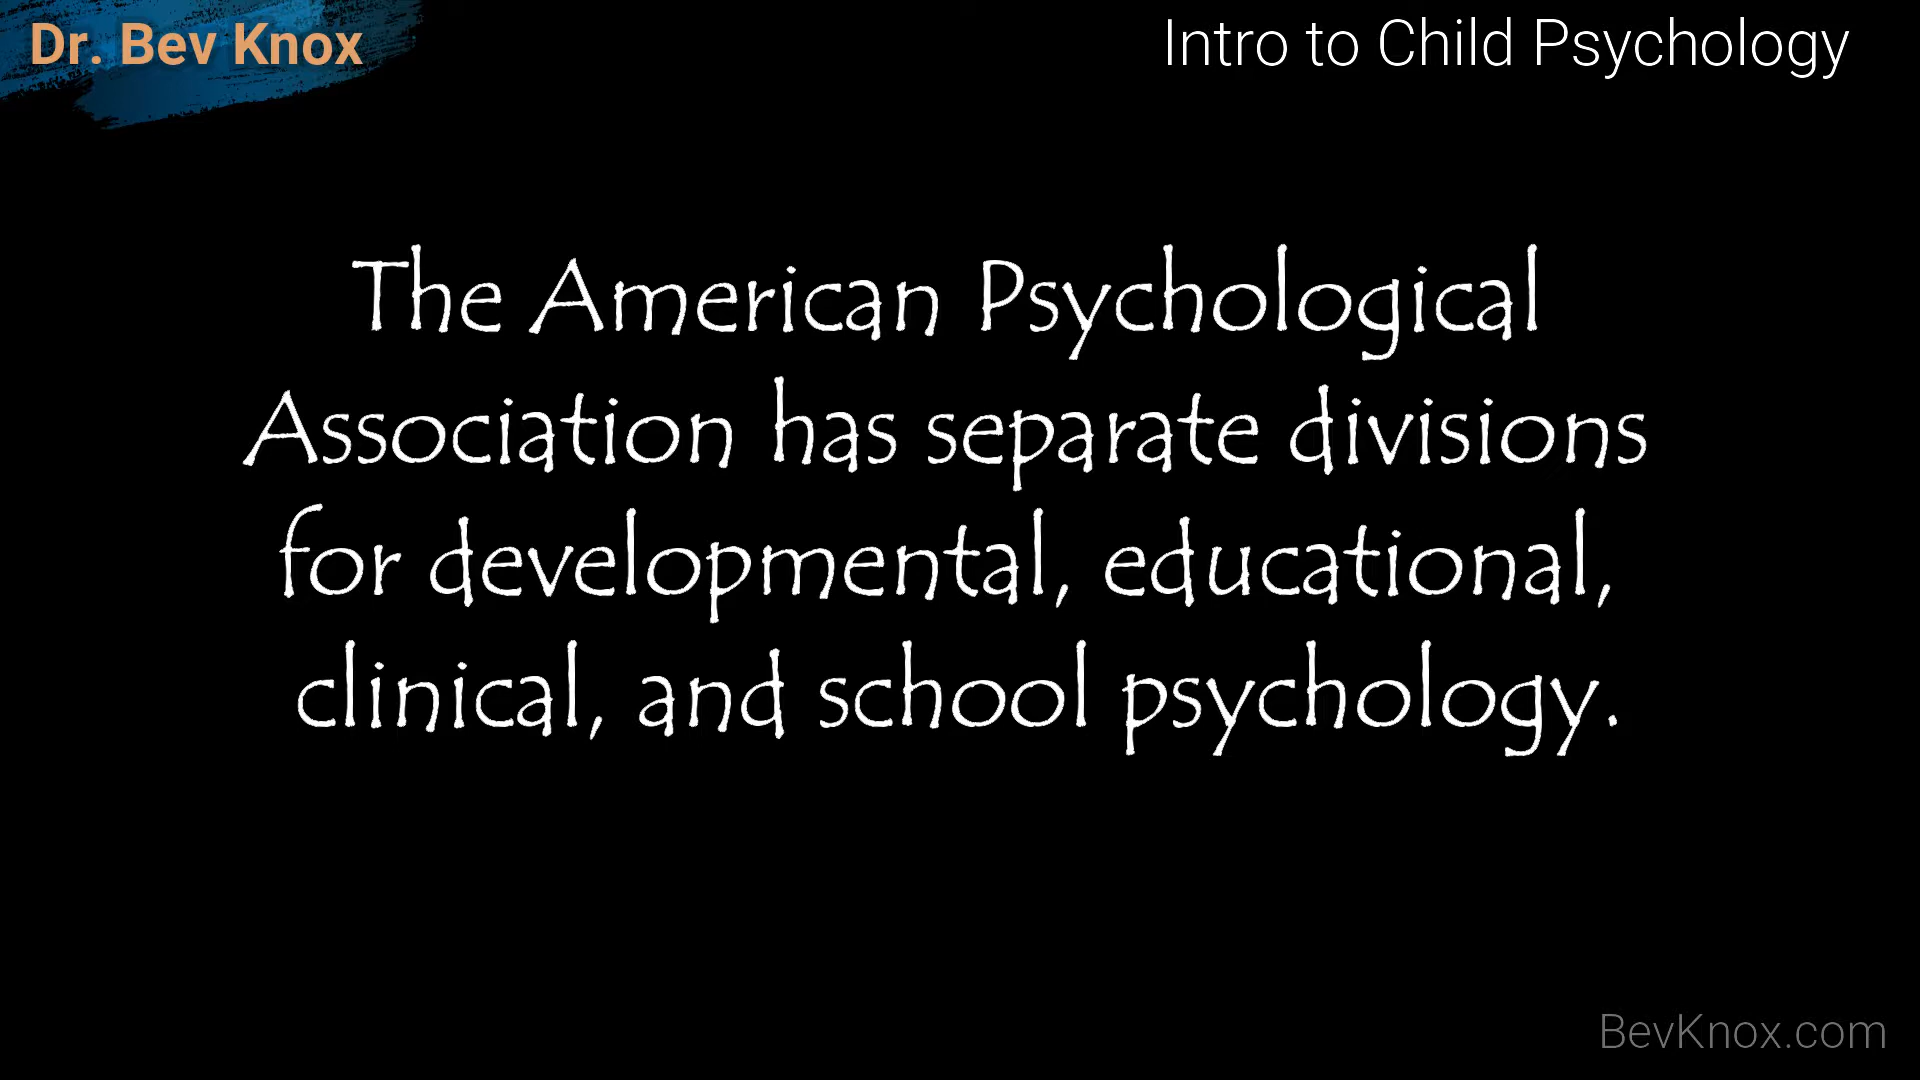 Dr. Bev Knox
Intro to Child Psychology
The American Psychological
Association has separate divisions
for developmental, educational,
clinical, and school psychology.
BevKnox.com